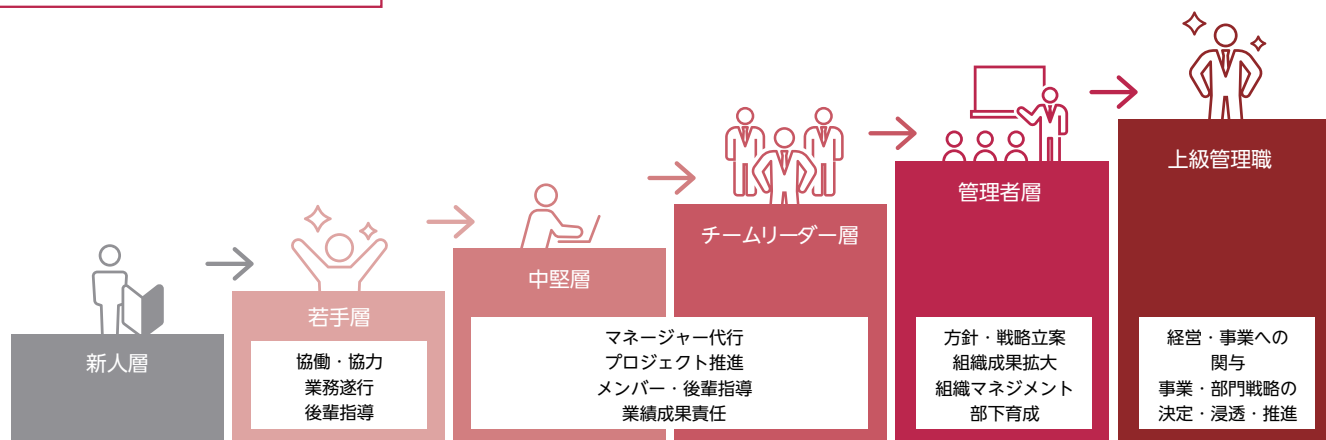 新人層
若手層
協働・協力
業務遂行
後輩指導
中堅層
チームリーダー層
マネージャー代行
プロジェクト推進
メンバー・後輩指導
業績成果責任
管理者層
方針・戦略立案
組織成果拡大
組織マネジメント
部下育成
上級管理職
経営・事業への
関与
事業・部門戦略の
決定・浸透・推進